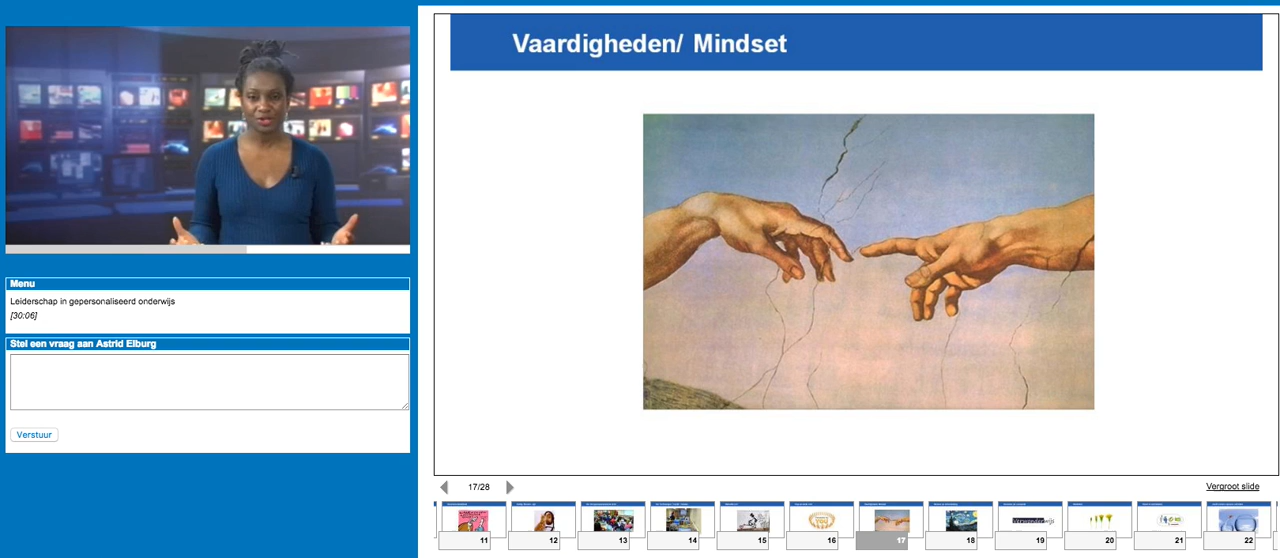 Vaardigheden/ Mindset
Menu
Leiderschap in gepersonaliseerd onderwijs
[30:06]
Stel een vraag aan Astrid Elburg
Verstuur
17/28
Vergroot slide
11
12
13
14
15
16
17
18
19
20
21
22